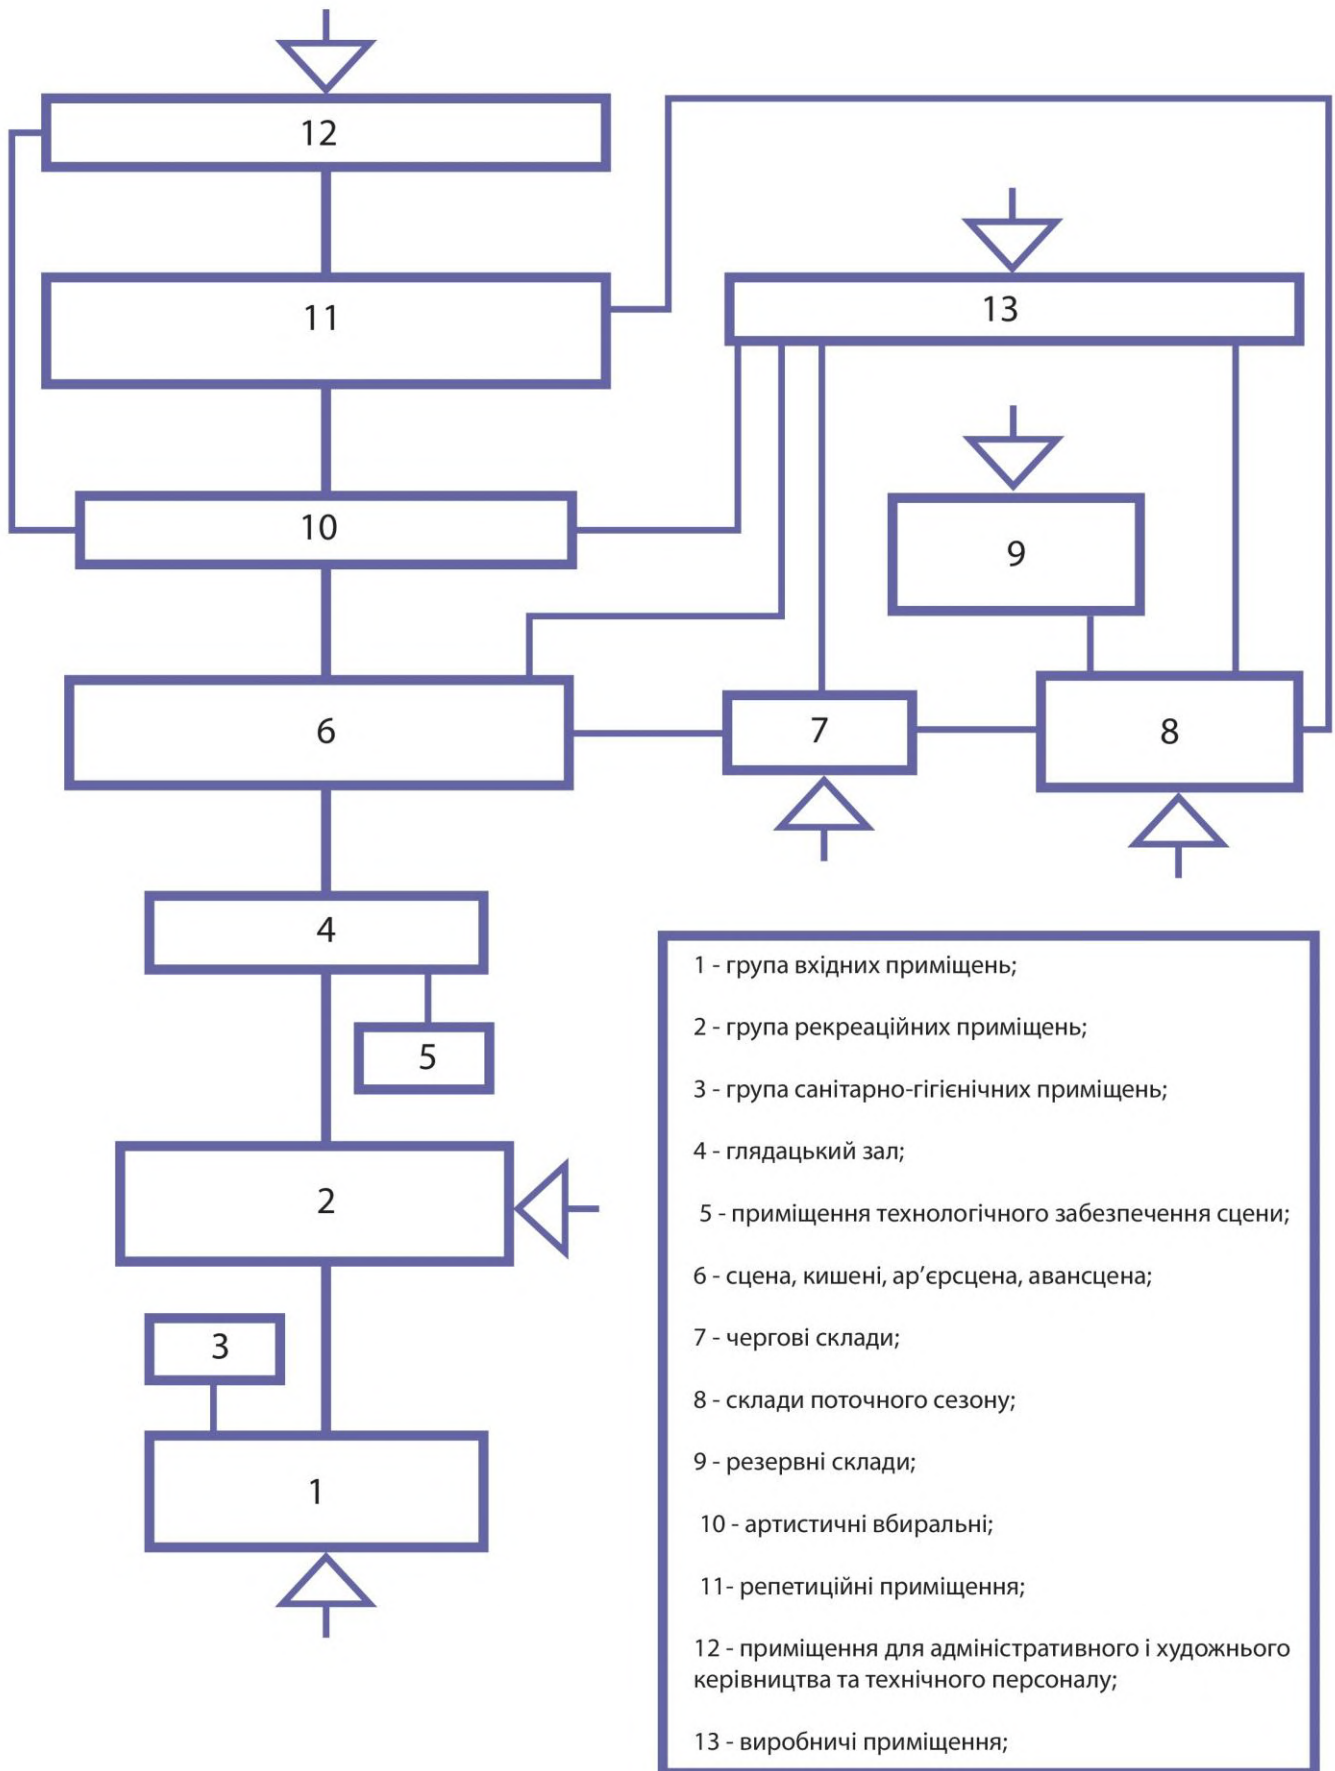 12
11
13
10
9
6
7
8
4
5
2
3
1
1 - група вхідних приміщень;
2 - група рекреаційних приміщень;
3 - група санітарно-гігієнічних приміщень;
4 - глядацький зал;
5 - приміщення технологічного забезпечення сцени;
6 - сцена, кишені, ар’єрсцена, авансцена;
7 - чергові склади;
8 - склади поточного сезону;
9 - резервні склади;
10 - артистичні вбиральні;
11- репетиційні приміщення;
12 - приміщення для адміністративного і художнього
керівництва та технічного персоналу;
13 - виробничі приміщення;